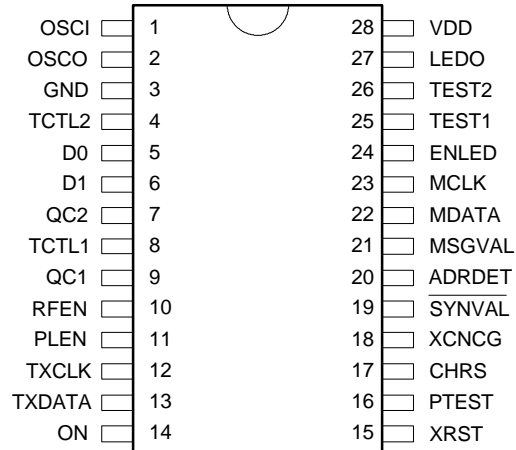 OSCI 1 28 VDD
OSCO 2 27 LEDO
GND 3 26 TEST2
TCTL2 4 25 TEST1
D0 5 24 ENLED
D1 6 23 MCLK
QC2 7 22 MDATA
TCTL1 8 21 MSGVAL
QC1 9 20 ADRDET
RFEN 10 19 SYNVAL
PLEN 11 18 XCNCG
TXCLK 12 17 CHRS
TXDATA 13 16 PTEST
ON 14 15 XRST